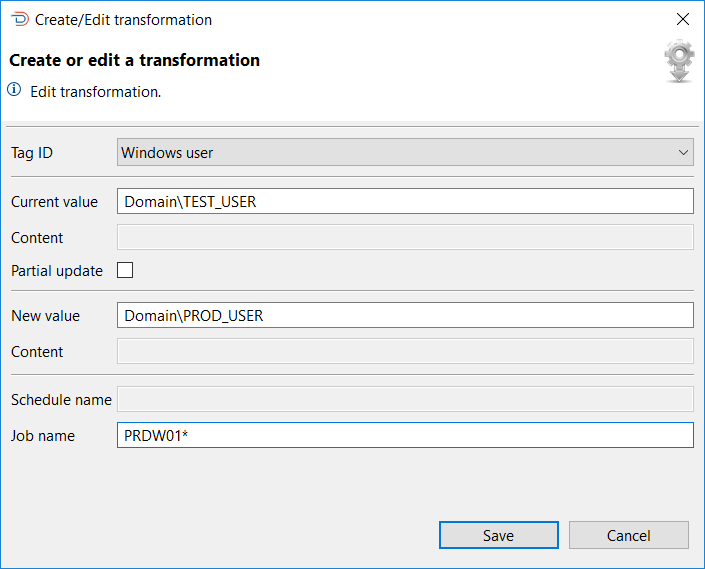 Create/Edit transformation
Create or edit a transformation
Edit transformation.
Tag ID Windows user
Current value Domain\TEST_USER
Content
Partial update
New value Domain\PROD_USER
Content
Schedule name
Job name PRDW01*
Save Cancel